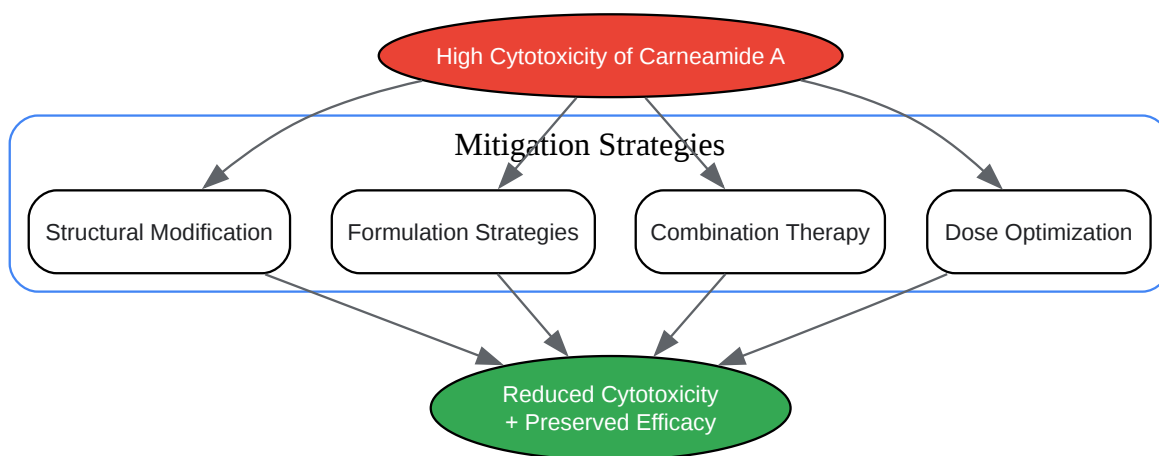 High Cytotoxicity of Carneamide A
Mitigation Strategies
Structural Modification
Formulation Strategies
Combination Therapy
Dose Optimization
Reduced Cytotoxicity
+ Preserved Efficacy